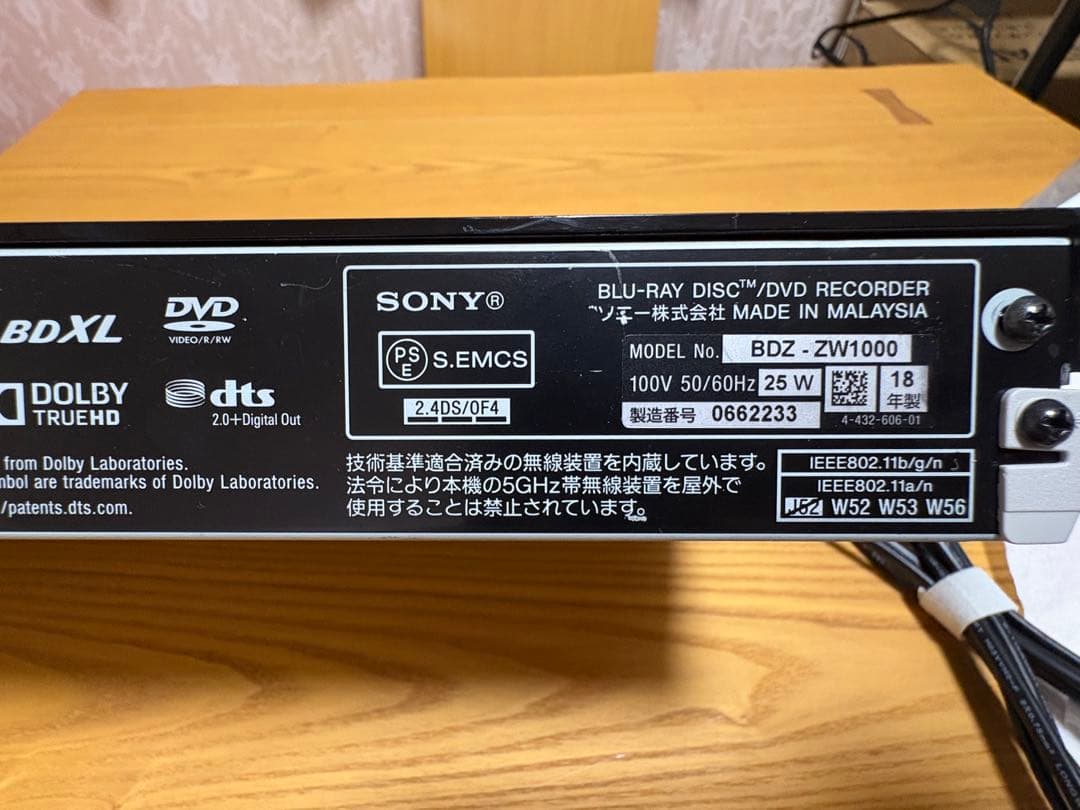 BDXL
DVD
VIDEO/R/RW
DOLBY
TRUEHD
dts
2.0+Digital Out
from Dolby Laboratories.
nbol are trademarks of Dolby Laboratories.
/patents.dts.com.
SONY®
PSE S.EMCS
2.4DS/OF4
BLU-RAY DISC™/DVD RECORDER
ソニー株式会社 MADE IN MALAYSIA
MODEL No. BDZ - ZW1000
100V 50/60Hz 25 W
18年製
製造番号 0662233
4-432-606-01
技術基準適合済みの無線装置を内蔵しています。
法令により本機の5GHz帯無線装置を屋外で
使用することは禁止されています。
IEEE802.11b/g/n
IEEE802.11a/n
J52 W52 W53 W56